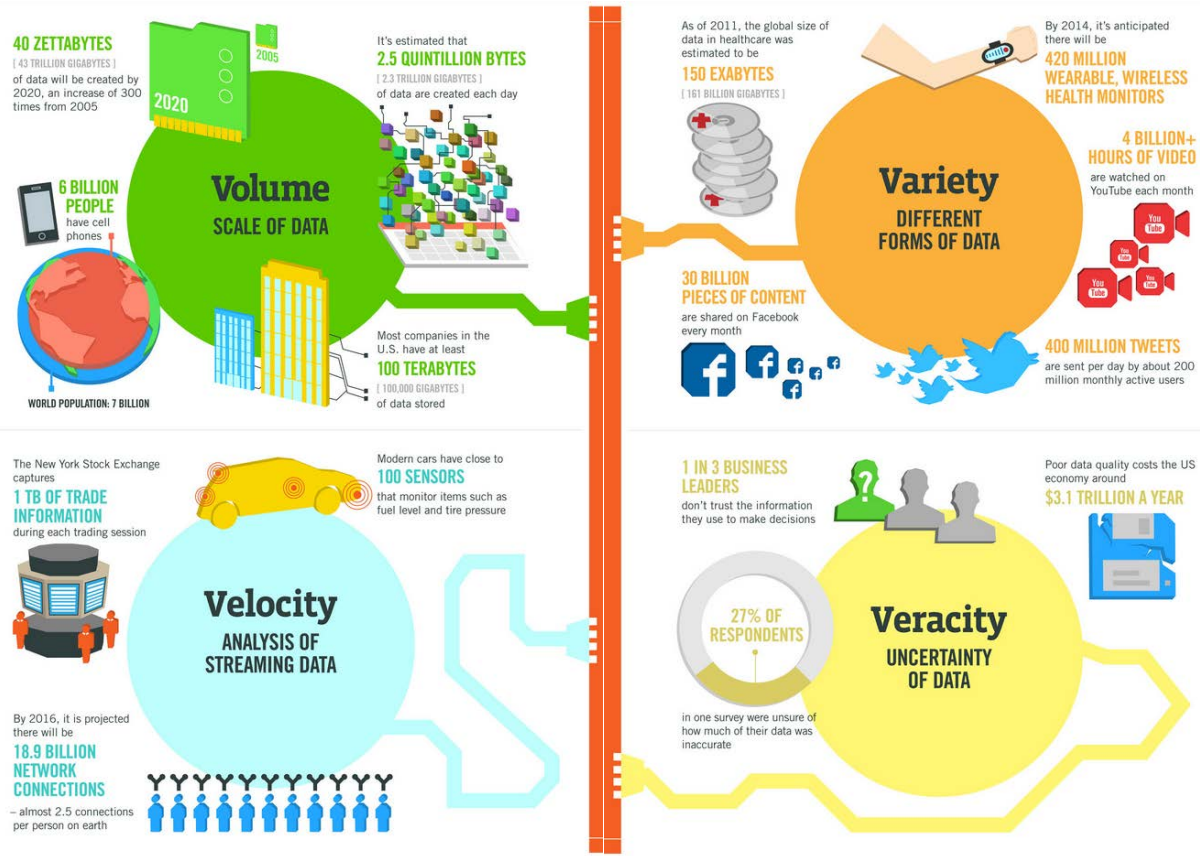 40 ZETTABYTES
[ 43 TRILLION GIGABYTES ]
of data will be created by
2020, an increase of 300
times from 2005
2020
2005
It's estimated that
2.5 QUINTILLION BYTES
[ 2.3 TRILLION GIGABYTES ]
of data are created each day
6 BILLION
PEOPLE
have cell
phones
Volume
SCALE OF DATA
WORLD POPULATION: 7 BILLION
Most companies in the
U.S. have at least
100 TERABYTES
[ 100,000 GIGABYTES ]
of data stored
As of 2011, the global size of
data in healthcare was
estimated to be
150 EXABYTES
[ 161 BILLION GIGABYTES ]
By 2014, it's anticipated
there will be
420 MILLION
WEARABLE, WIRELESS
HEALTH MONITORS
Variety
DIFFERENT
FORMS OF DATA
4 BILLION+
HOURS OF VIDEO
are watched on
YouTube each month
You
Tube
You
Tube
You
Tube
You
Tube
30 BILLION
PIECES OF CONTENT
are shared on Facebook
every month
f
f
f
f
f
f
400 MILLION TWEETS
are sent per day by about 200
million monthly active users
The New York Stock Exchange
captures
1 TB OF TRADE
INFORMATION
during each trading session
Modern cars have close to
100 SENSORS
that monitor items such as
fuel level and tire pressure
Velocity
ANALYSIS OF
STREAMING DATA
By 2016, it is projected
there will be
18.9 BILLION
NETWORK
CONNECTIONS
– almost 2.5 connections
per person on earth
1 IN 3 BUSINESS
LEADERS
don't trust the information
they use to make decisions
?
Poor data quality costs the US
economy around
$3.1 TRILLION A YEAR
27% OF
RESPONDENTS
in one survey were unsure of
how much of their data was
inaccurate
Veracity
UNCERTAINTY
OF DATA